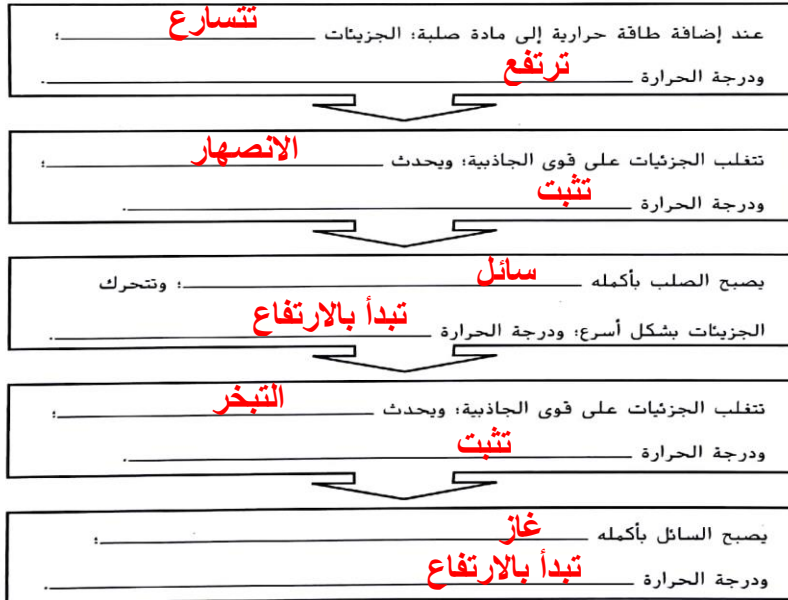 عند إضافة طاقة حرارية إلى مادة صلبة؛ الجزيئات تتسارع ؛
ودرجة الحرارة ترتفع .
تتغلب الجزئيات على قوى الجاذبية؛ ويحدث الانصهار ؛
ودرجة الحرارة تثبت .
يصبح الصلب بأكمله سائل ؛ وتتحرك
الجزيئات بشكل أسرع؛ ودرجة الحرارة تبدأ بالارتفاع .
تتغلب الجزئيات على قوى الجاذبية؛ ويحدث التبخر ؛
ودرجة الحرارة تثبت .
يصبح السائل بأكمله غاز ؛
ودرجة الحرارة تبدأ بالارتفاع .